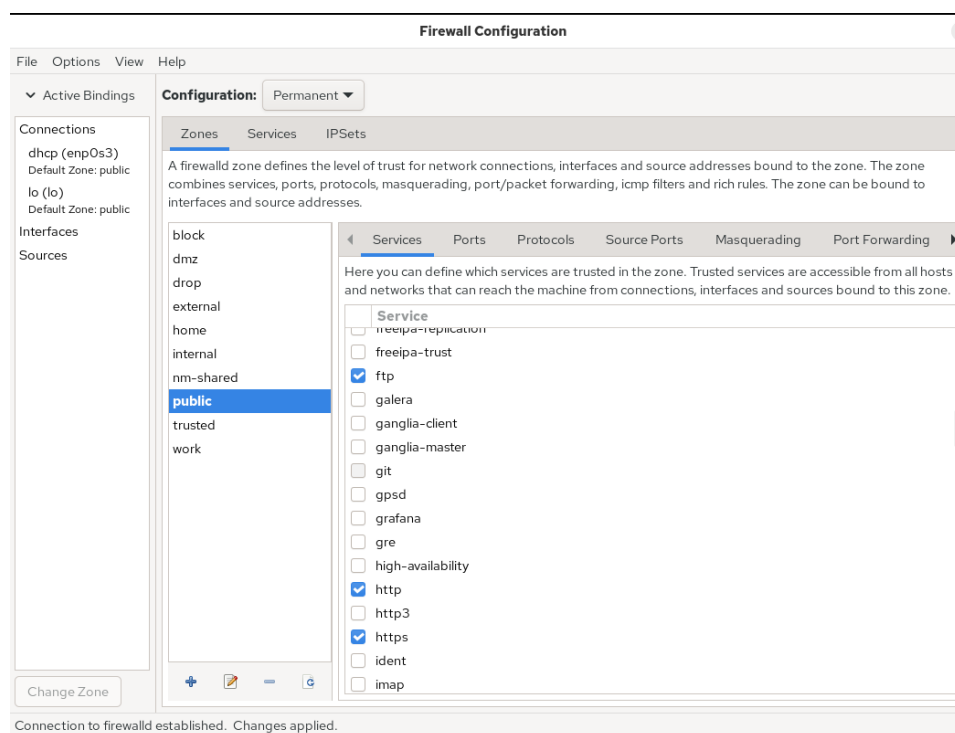 Firewall Configuration
File Options View Help
Active Bindings
Configuration: Permanent
Connections
dhcp (enp0s3)
Default Zone: public
lo (lo)
Default Zone: public
Interfaces
Sources
Change Zone
Zones Services IPSets
A firewalld zone defines the level of trust for network connections, interfaces and source addresses bound to the zone. The zone
combines services, ports, protocols, masquerading, port/packet forwarding, icmp filters and rich rules. The zone can be bound to
interfaces and source addresses.
block
dmz
drop
external
home
internal
nm-shared
public
trusted
work
Services Ports Protocols Source Ports Masquerading Port Forwarding
Here you can define which services are trusted in the zone. Trusted services are accessible from all hosts
and networks that can reach the machine from connections, interfaces and sources bound to this zone.
Service
freeipa-replication
freeipa-trust
ftp
galera
ganglia-client
ganglia-master
git
gpsd
grafana
gre
high-availability
http
http3
https
ident
imap
Connection to firewalld established. Changes applied.